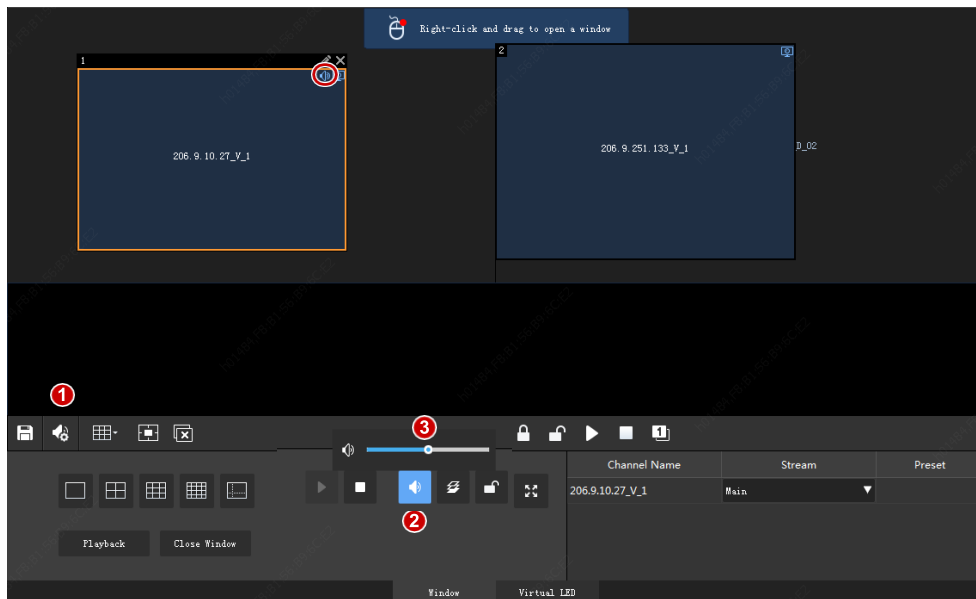 Right-click and drag to open a window
1
2
206.9.10.27_V_1
206.9.251.133_V_1
D_02
1
3
1
Channel Name Stream Preset
206.9.10.27_V_1 Main
2
Playback Close Window
Window Virtual LED